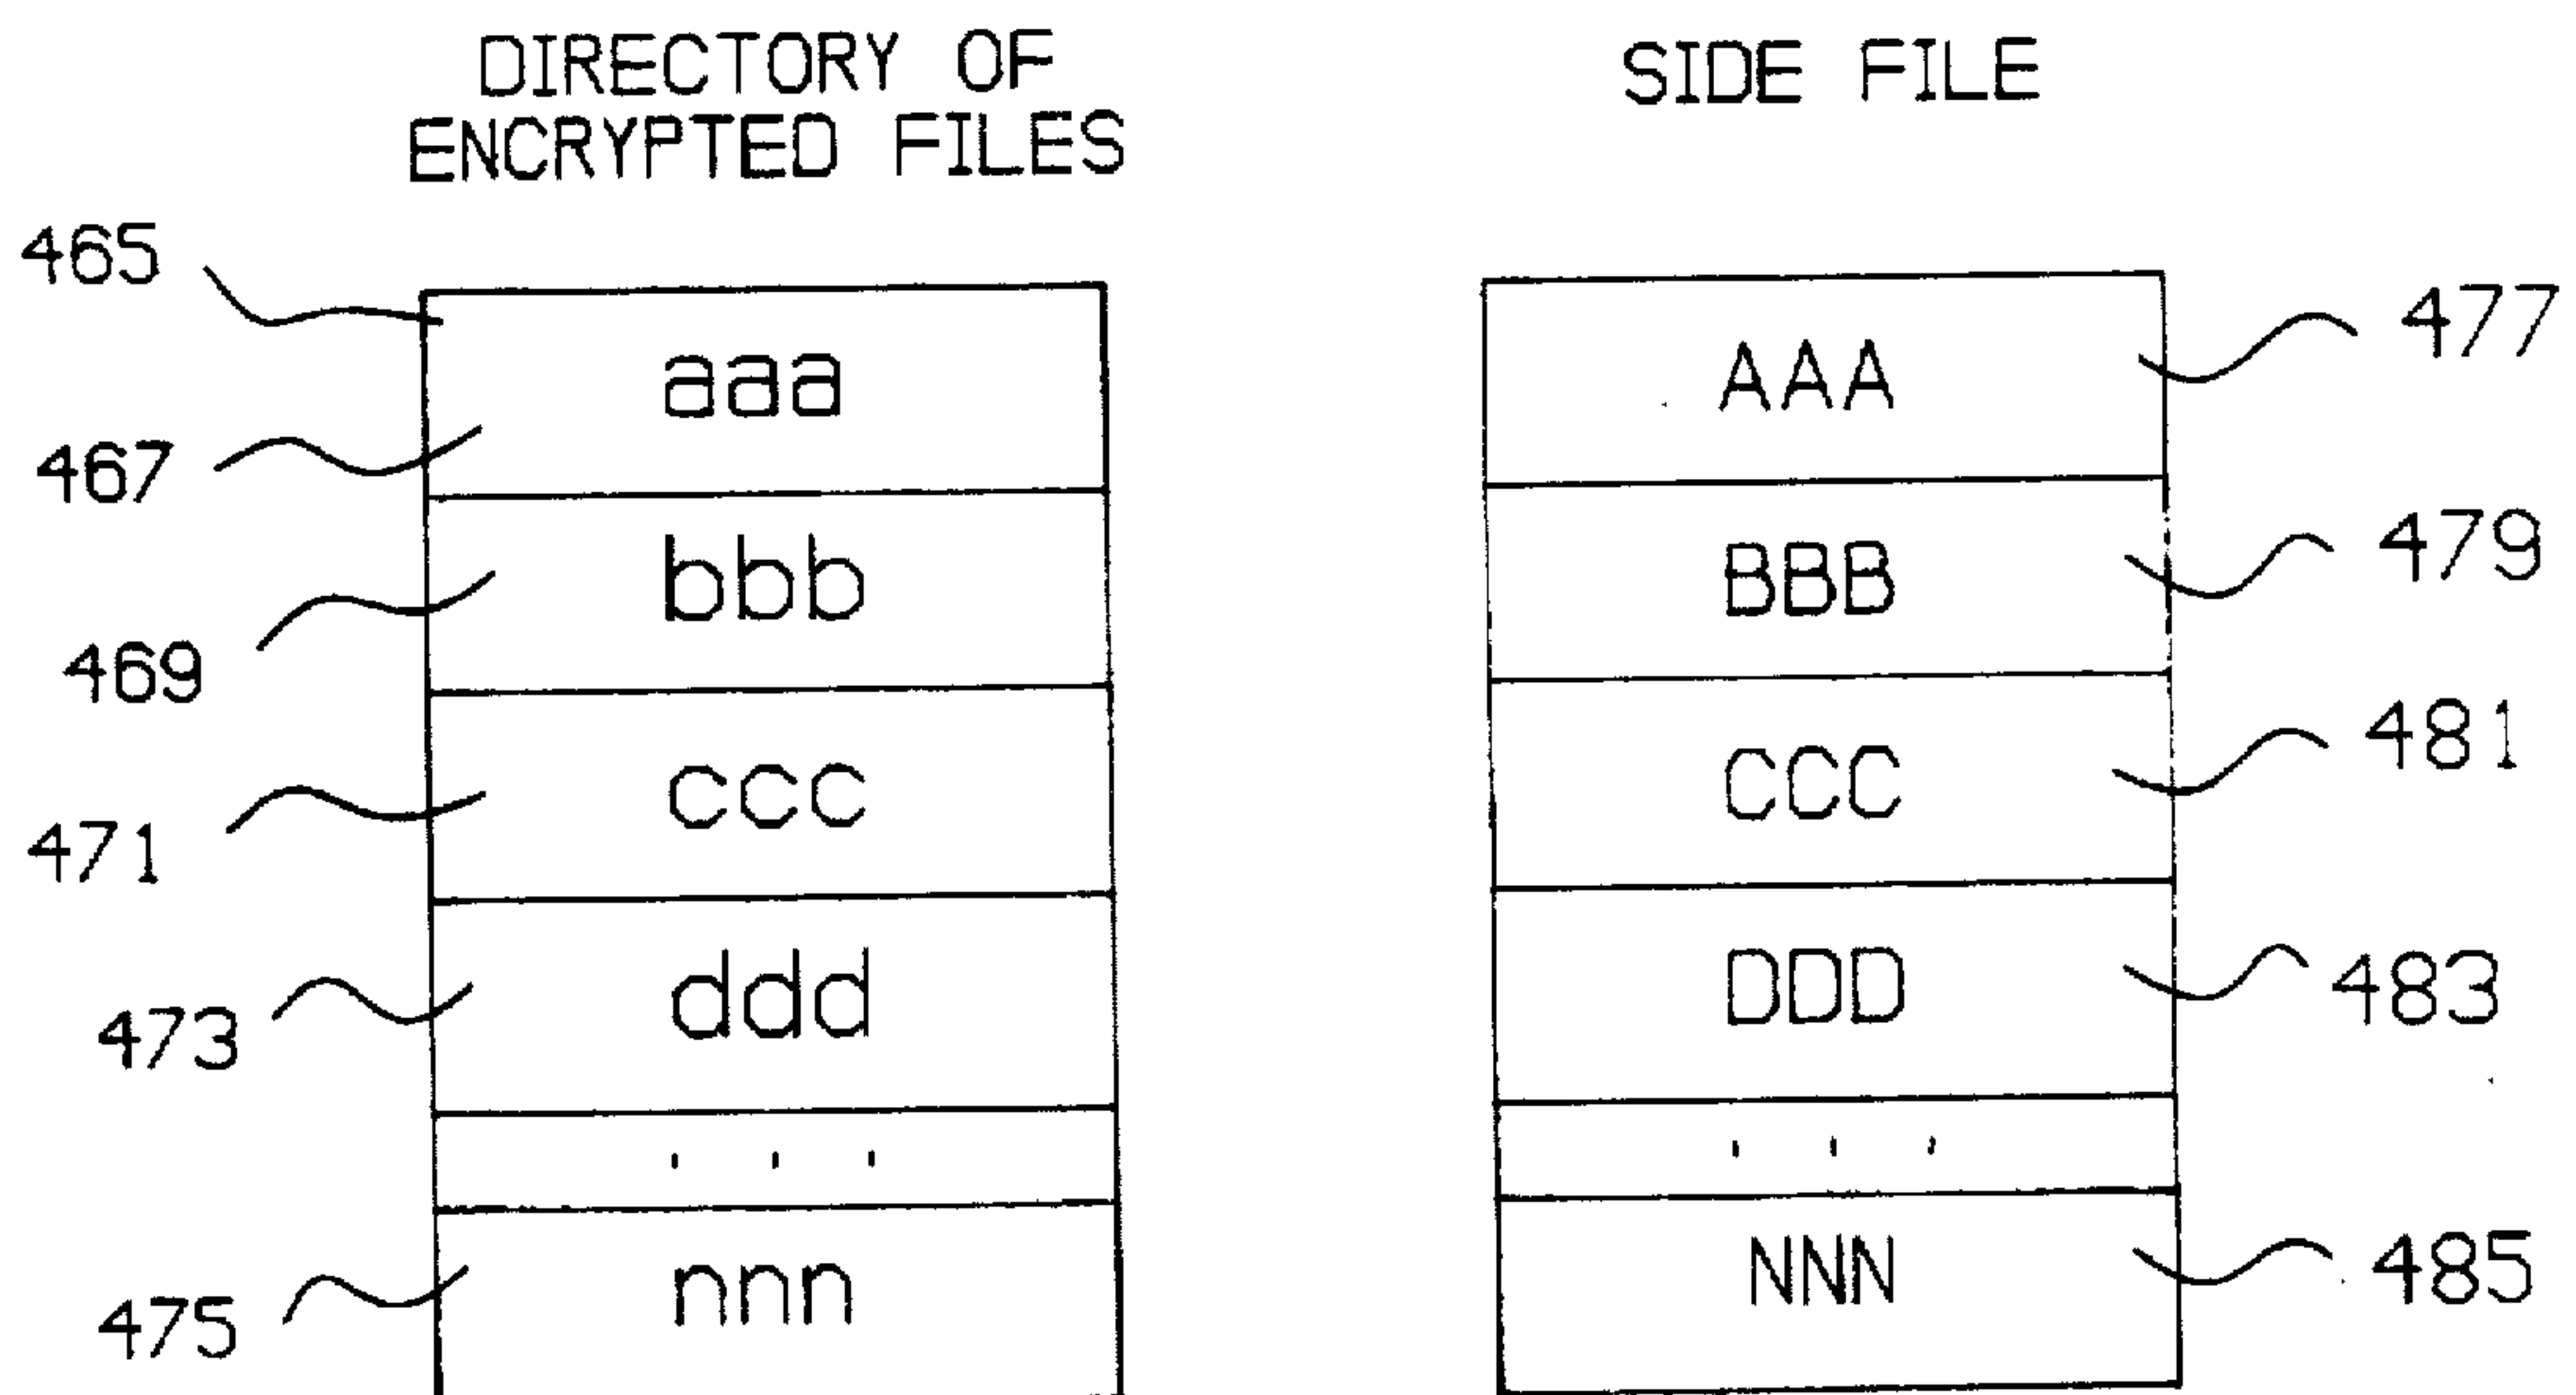 DIRECTORY OF
ENCRYPTED FILES
465
aaa
467
bbb
469
ccc
471
ddd
473
. . .
nnn
475
SIDE FILE
AAA
477
BBB
479
CCC
481
DDD
483
. . .
NNN
485